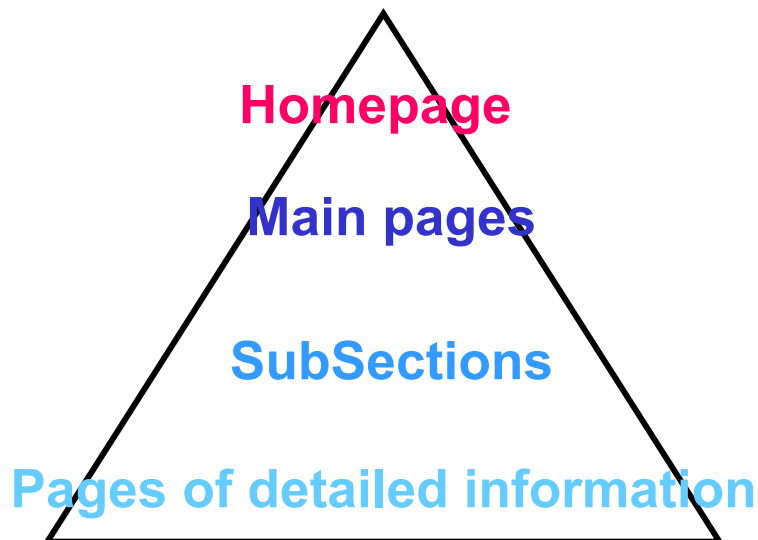 Homepage
Main pages
SubSections
Pages of detailed information